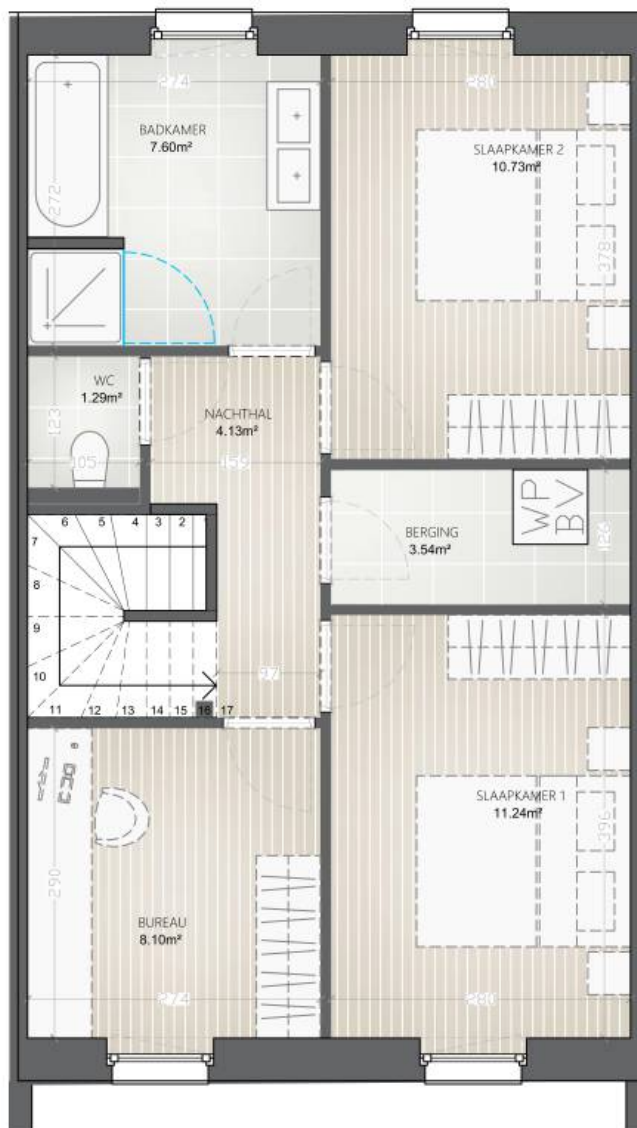 274
280
BADKAMER
7.60m²
SLAAPKAMER 2
10.73m²
272
378
WC
1.29m²
123
105
NACHTHAL
4.13m²
159
BERGING
3.54m²
WP
BV
126
6 5 4 3 2
7
8
9
10
11 12 13 14 15 16 17
97
SLAAPKAMER 1
11.24m²
396
290
BUREAU
8.10m²
274
280